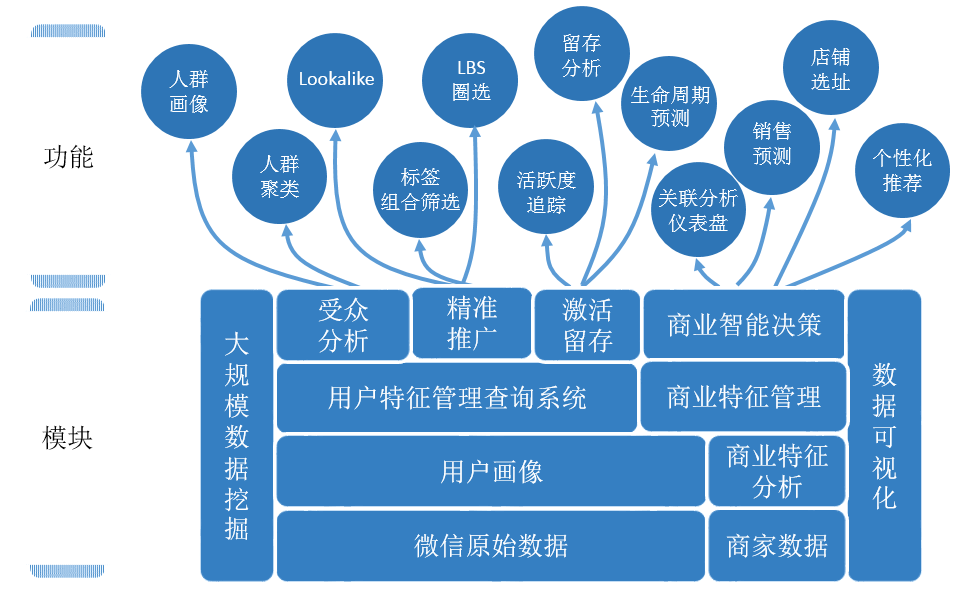 功能
人群
画像
Lookalike
LBS
圈选
留存
分析
生命周期
预测
店铺
选址
人群
聚类
标签
组合筛选
活跃度
追踪
关联分析
仪表盘
销售
预测
个性化
推荐
模块
大
规
模
数
据
挖
掘
受众
分析
精准
推广
激活
留存
商业智能决策
用户特征管理查询系统
商业特征管理
用户画像
商业特征
分析
微信原始数据
商家数据
数
据
可
视
化